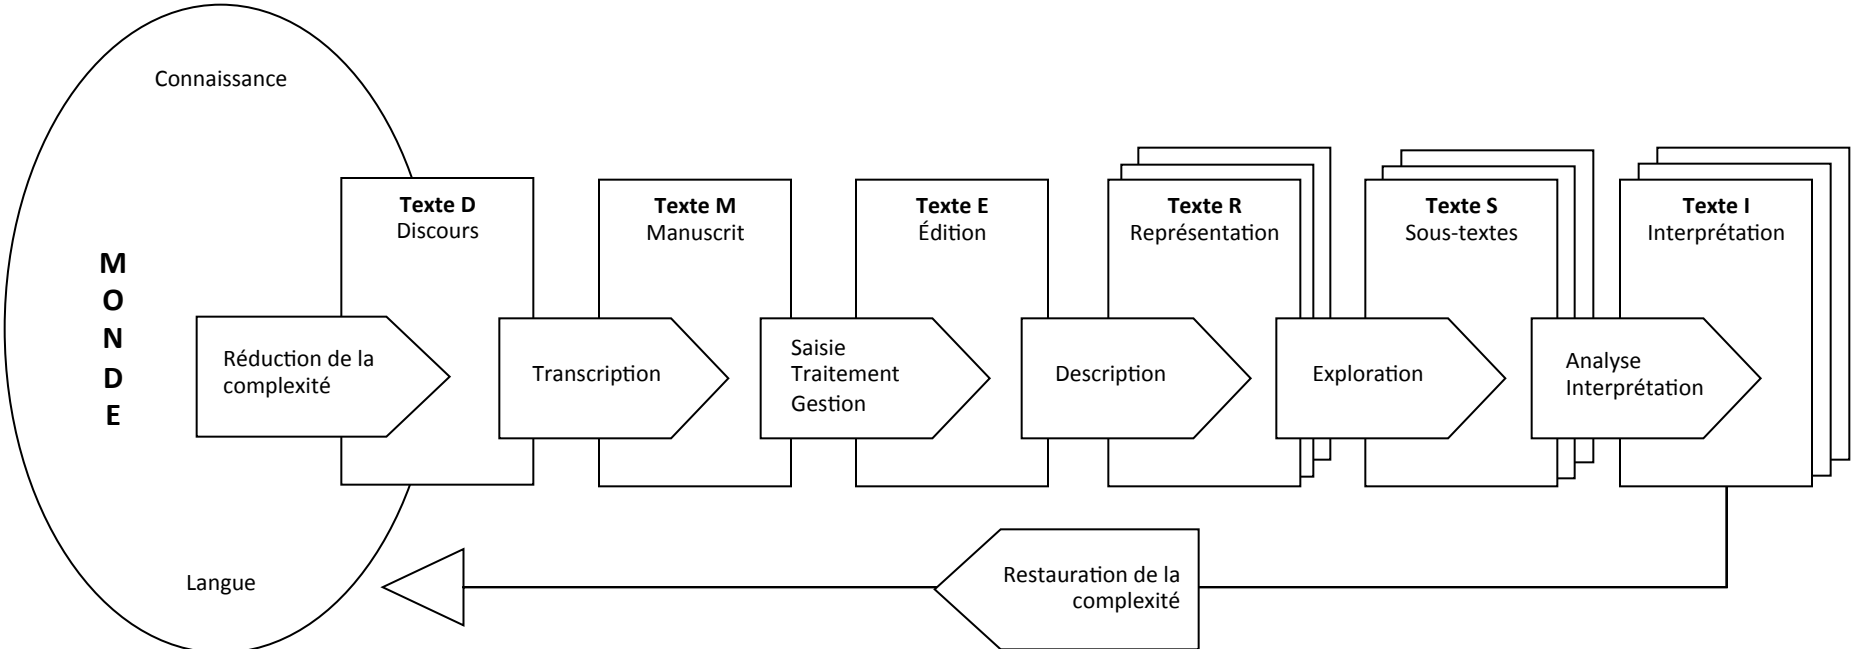 Connaissance
M
O
N
D
E
Langue
Texte D
Discours
Réduction de la
complexité
Texte M
Manuscrit
Transcription
Texte E
Édition
Saisie
Traitement
Gestion
Texte R
Représentation
Description
Texte S
Sous-textes
Exploration
Texte I
Interprétation
Analyse
Interprétation
Restauration de la
complexité